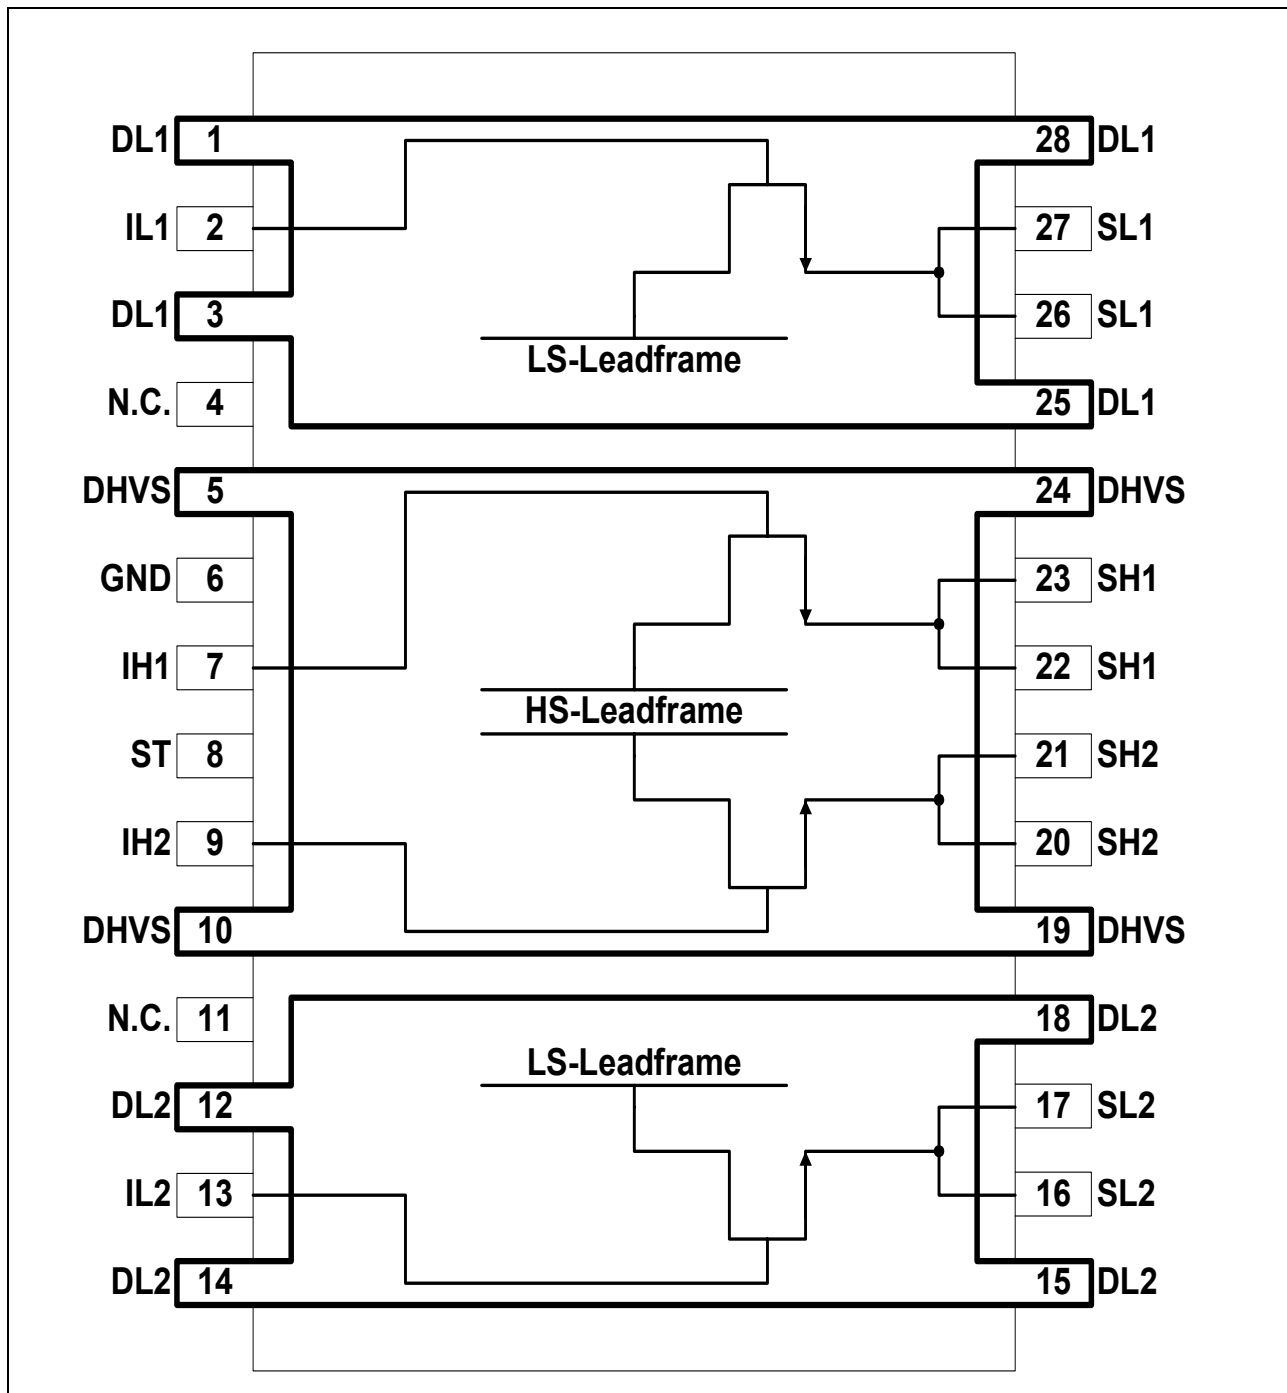 DL1 1 28 DL1
IL1 2 27 SL1
DL1 3 26 SL1
LS-Leadframe
N.C. 4 25 DL1
DHVS 5 24 DHVS
GND 6 23 SH1
IH1 7 22 SH1
HS-Leadframe
ST 8 21 SH2
IH2 9 20 SH2
DHVS 10 19 DHVS
N.C. 11 18 DL2
LS-Leadframe
DL2 12 17 SL2
IL2 13 16 SL2
DL2 14 15 DL2